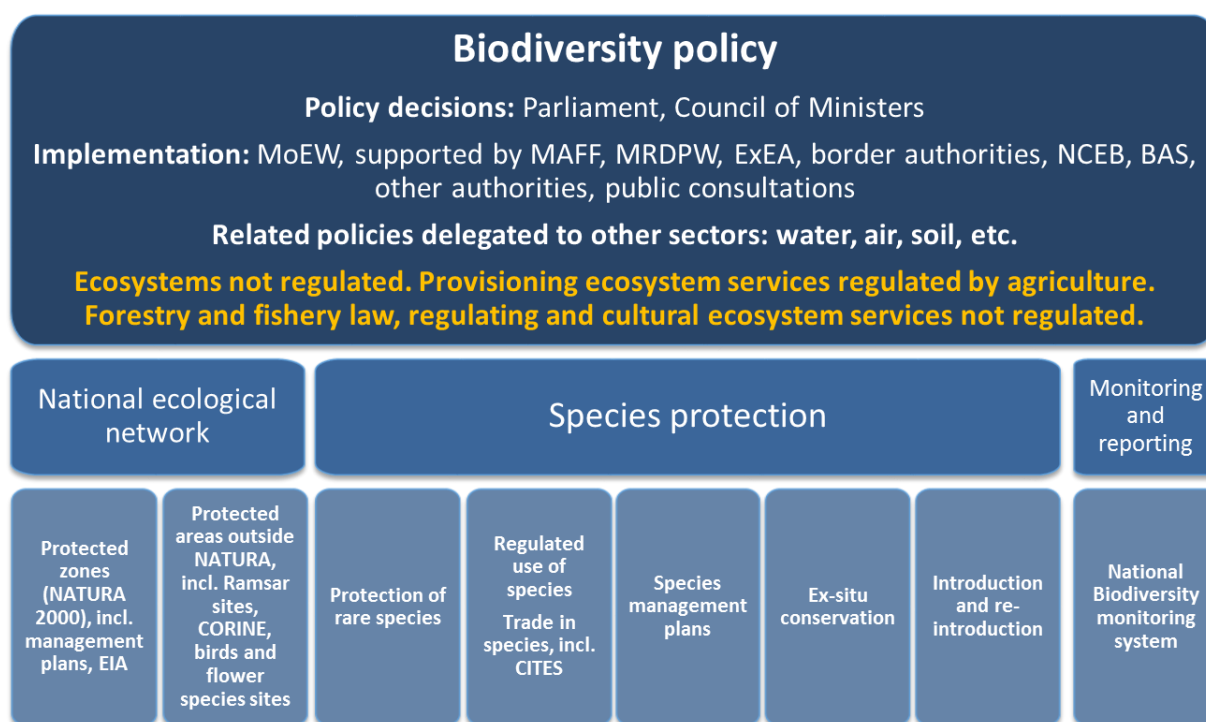 Biodiversity policy
Policy decisions: Parliament, Council of Ministers
Implementation: MoEW, supported by MAFF, MRDPW, ExEA, border authorities, NCEB, BAS,
other authorities, public consultations
Related policies delegated to other sectors: water, air, soil, etc.
Ecosystems not regulated. Provisioning ecosystem services regulated by agriculture.
Forestry and fishery law, regulating and cultural ecosystem services not regulated.
National ecological
network
Species protection
Monitoring
and
reporting
Protected
zones
(NATURA
2000), incl.
management
plans, EIA
Protected
areas outside
NATURA,
incl. Ramsar
sites,
CORINE,
birds and
flower
species sites
Protection of
rare species
Regulated
use of
species
Trade in
species, incl.
CITES
Species
management
plans
Ex-situ
conservation
Introduction
and re-
introduction
National
Biodiversity
monitoring
system